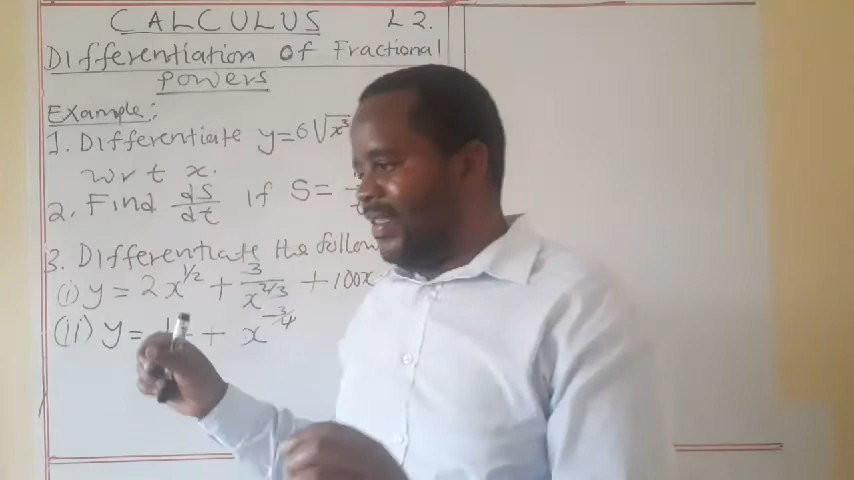 CALCULUS L2.
Differentiation of Fractional
Powers
Example:
1. Differentiate y=6√x³
wrt x.
2. Find dS/dt if S=
3. Differentiate the follow
(i) y = 2x^1/2 + 3/x^2/3 + 100x
(ii) y = + x^-3/4